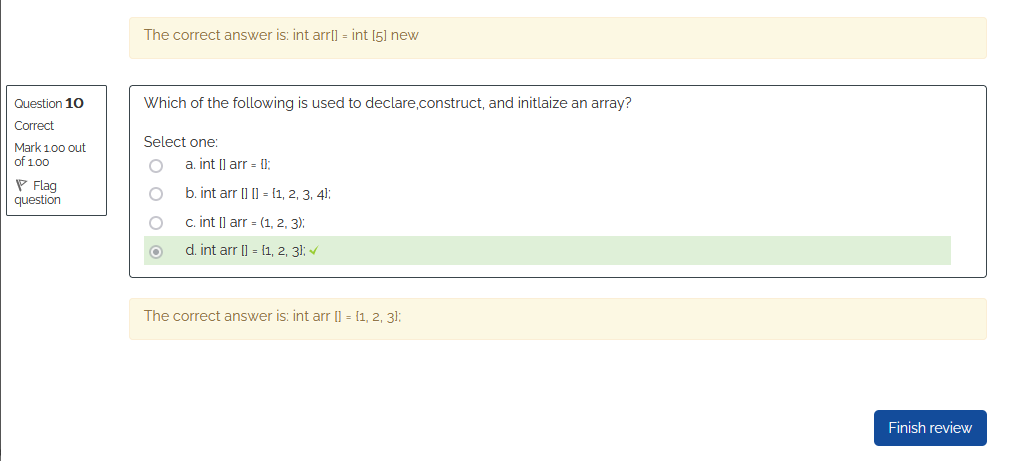 The correct answer is: int arr[] = int [5] new
Question 10
Correct
Mark 1.00 out
of 1.00
Flag
question
Which of the following is used to declare,construct, and initlaize an array?
Select one:
a. int [] arr = {};
b. int arr [] [] = {1, 2, 3, 4};
c. int [] arr = (1, 2, 3);
d. int arr [] = {1, 2, 3};
The correct answer is: int arr [] = {1, 2, 3};
Finish review